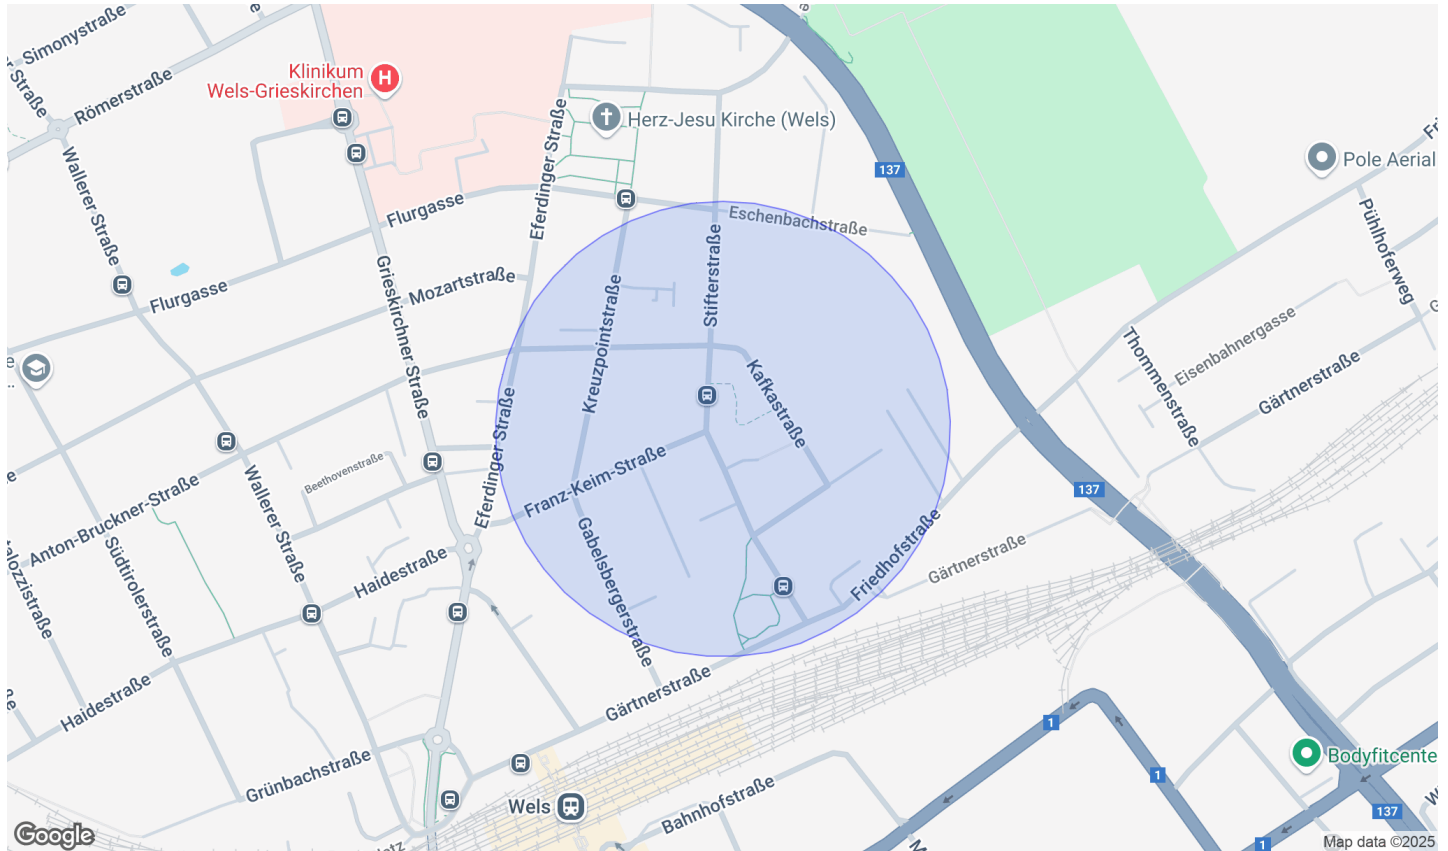 Simonystraße
Römerstraße
Klinikum
Wels-Grieskirchen
H
Herz-Jesu Kirche (Wels)
Eferdinger Straße
137
Pole Aerial
Wallerer Straße
Flurgasse
Eschenbachstraße
Pühlhoferweg
Flurgasse
Mozartstraße
Grieskirchner Straße
Kreuzpointstraße
Stifterstraße
Kafkastraße
Thommenstraße
Eisenbahnergasse
Gärtnerstraße
Eferdinger Straße
Beethovenstraße
Franz-Keim-Straße
Anton-Bruckner-Straße
Wallerer Straße
137
Südtirolerstraße
Haidestraße
Gabelsbergerstraße
Friedhofstraße
Gärtnerstraße
Haidestraße
Gärtnerstraße
1
1
Grünbachstraße
Wels
Bahnhofstraße
Bodyfitcente
137
1
Google
Map data ©2025